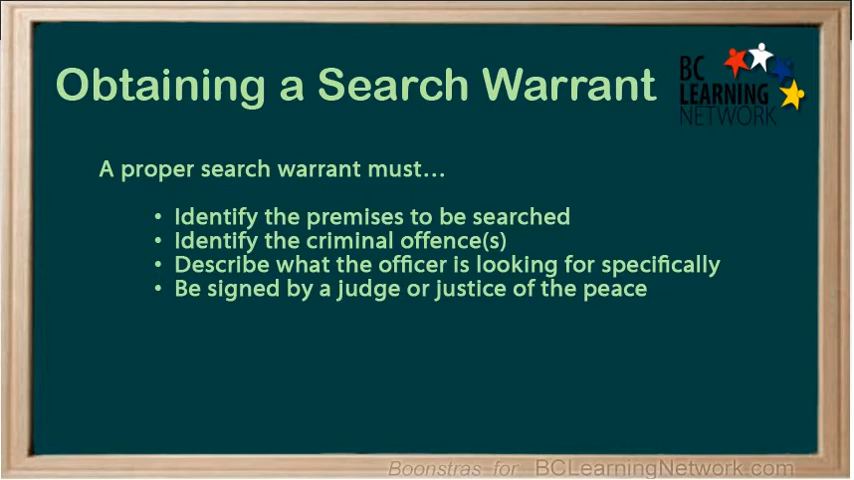 Obtaining a Search Warrant
BC
LEARNING
NETWORK
A proper search warrant must...
• Identify the premises to be searched
• Identify the criminal offence(s)
• Describe what the officer is looking for specifically
• Be signed by a judge or justice of the peace
Boonstras for BCLearningNetwork.com